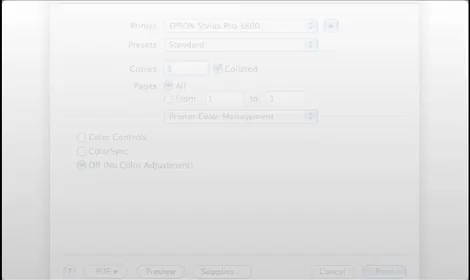 Printer: EPSON Stylus Pro 3800
Presets: Standard
Copies: 1 Collated
Pages: All
From: 1 to: 1
Printer Color Management
Color Controls
ColorSync
Off (No Color Adjustment)
? PDF Preview Supplies... Cancel Print